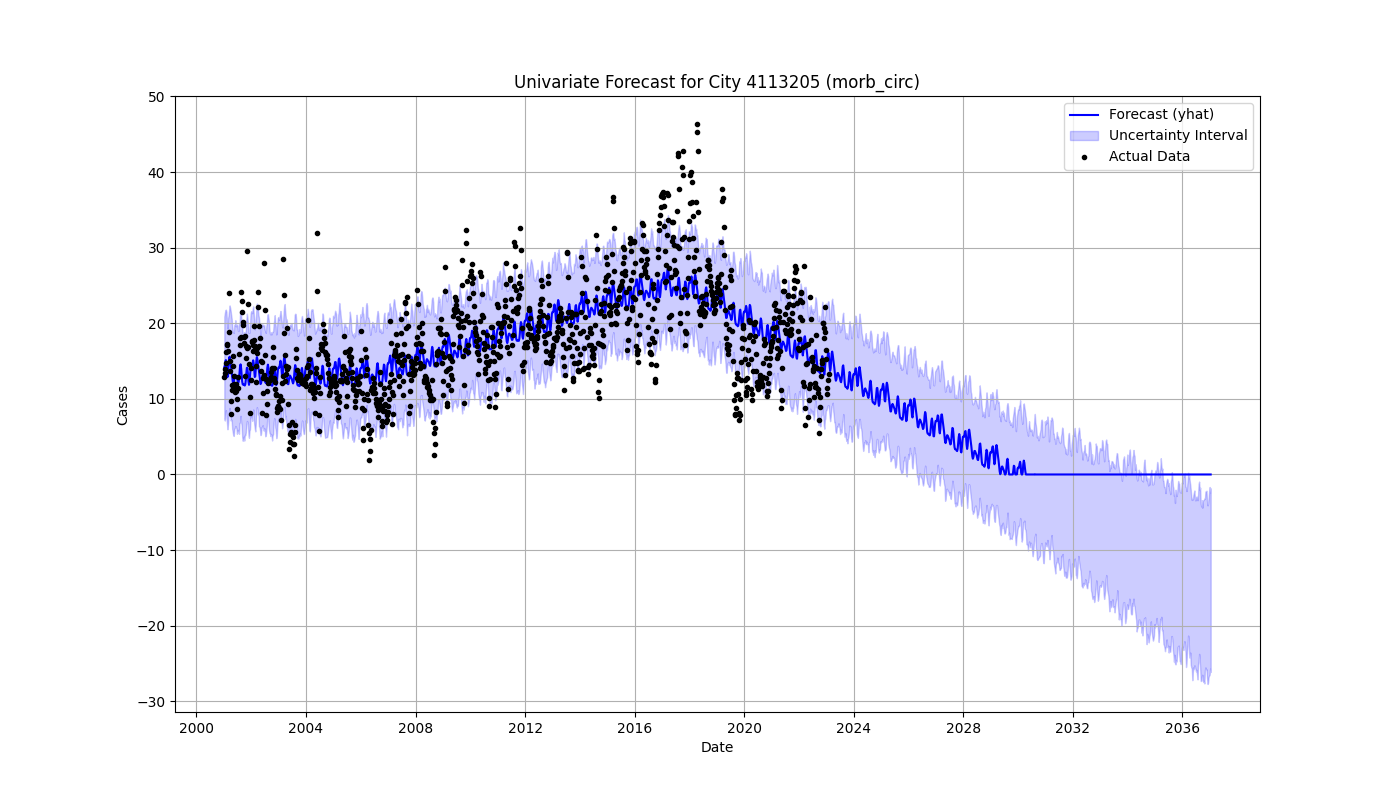 Univariate Forecast for City 4113205 (morb_circ)
Forecast (yhat)
Uncertainty Interval
Actual Data
Cases
50
40
30
20
10
0
−10
−20
−30
2000 2004 2008 2012 2016 2020 2024 2028 2032 2036
Date